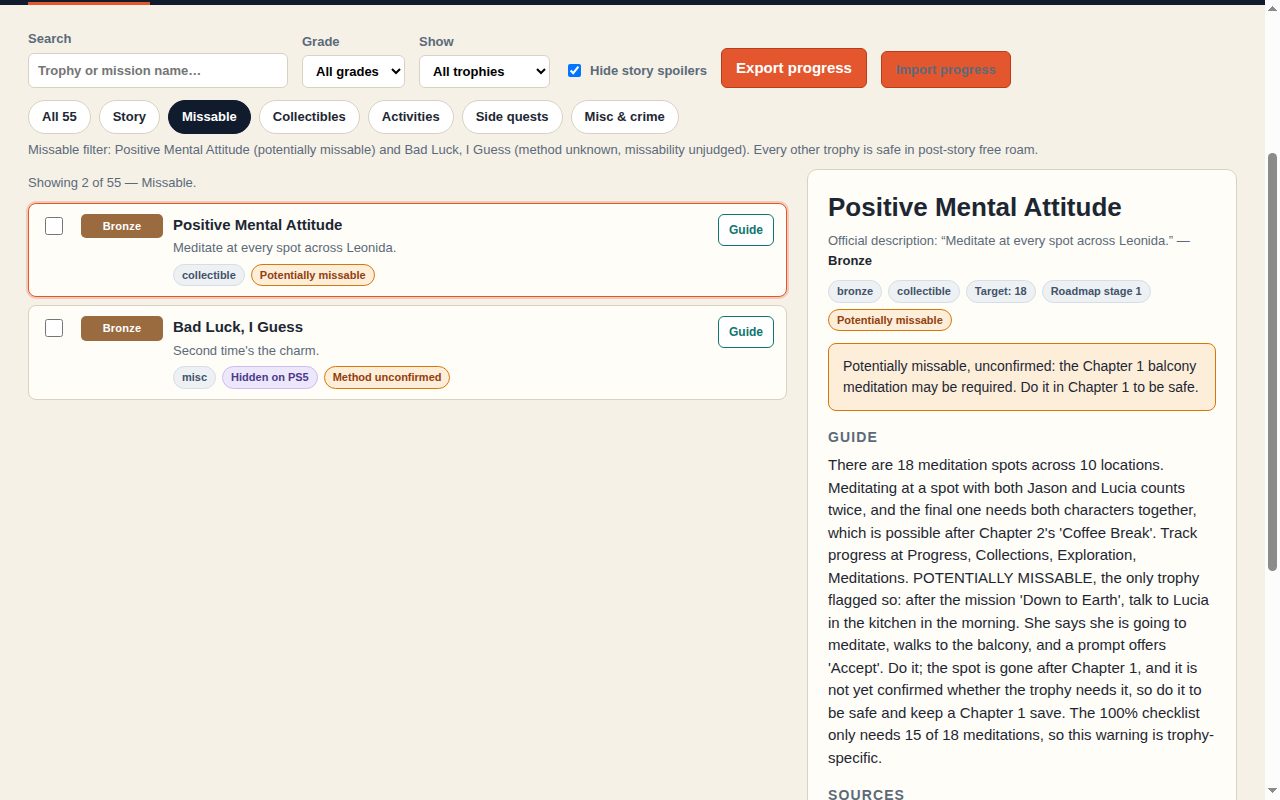 Search
Grade
Show
Trophy or mission name…
All grades
All trophies
Hide story spoilers
Export progress
Import progress
All 55
Story
Missable
Collectibles
Activities
Side quests
Misc & crime
Missable filter: Positive Mental Attitude (potentially missable) and Bad Luck, I Guess (method unknown, missability unjudged). Every other trophy is safe in post-story free roam.
Showing 2 of 55 — Missable.
Bronze
Positive Mental Attitude
Guide
Meditate at every spot across Leonida.
collectible
Potentially missable
Bronze
Bad Luck, I Guess
Guide
Second time's the charm.
misc
Hidden on PS5
Method unconfirmed
Positive Mental Attitude
Official description: “Meditate at every spot across Leonida.” —
Bronze
bronze
collectible
Target: 18
Roadmap stage 1
Potentially missable
Potentially missable, unconfirmed: the Chapter 1 balcony
meditation may be required. Do it in Chapter 1 to be safe.
GUIDE
There are 18 meditation spots across 10 locations.
Meditating at a spot with both Jason and Lucia counts
twice, and the final one needs both characters together,
which is possible after Chapter 2's 'Coffee Break'. Track
progress at Progress, Collections, Exploration,
Meditations. POTENTIALLY MISSABLE, the only trophy
flagged so: after the mission 'Down to Earth', talk to Lucia
in the kitchen in the morning. She says she is going to
meditate, walks to the balcony, and a prompt offers
'Accept'. Do it; the spot is gone after Chapter 1, and it is
not yet confirmed whether the trophy needs it, so do it to
be safe and keep a Chapter 1 save. The 100% checklist
only needs 15 of 18 meditations, so this warning is trophy-
specific.
SOURCES